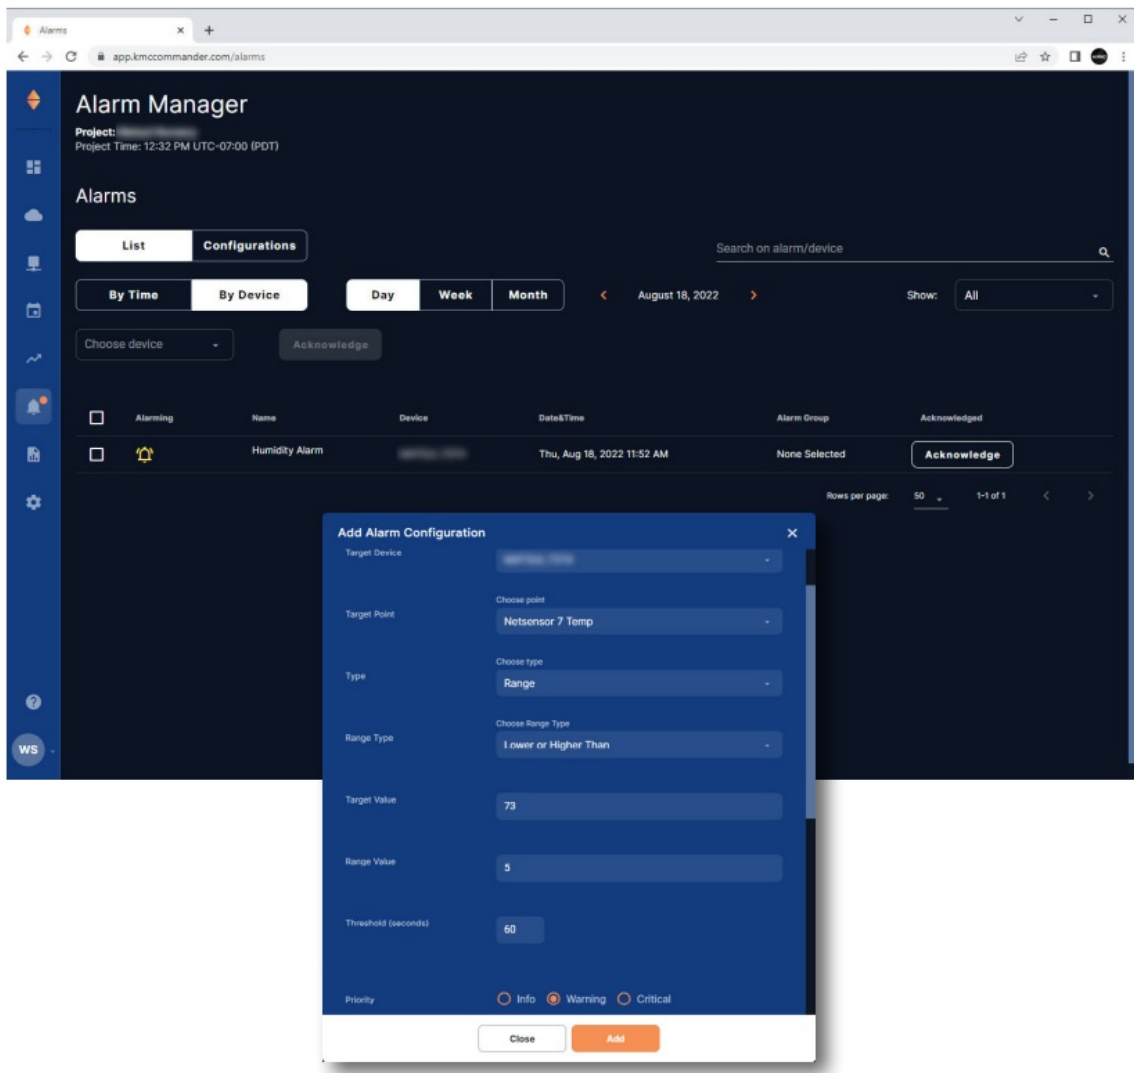 Alarms
app.kmccommander.com/alarms
Alarm Manager
Project:
Project Time: 12:32 PM UTC-07:00 (PDT)
Alarms
List Configurations
Search on alarm/device
By Time By Device Day Week Month August 18, 2022 Show: All
Choose device Acknowledge
Alarming Name Device Date&Time Alarm Group Acknowledged
Humidity Alarm Thu, Aug 18, 2022 11:52 AM None Selected Acknowledge
Rows per page: 50 1-1 of 1
WS
Add Alarm Configuration
Target Device
Choose point
Target Point Netsensor 7 Temp
Choose type
Type Range
Choose Range Type
Range Type Lower or Higher Than
Target Value 73
Range Value 5
Threshold (seconds) 60
Priority Info Warning Critical
Close Add